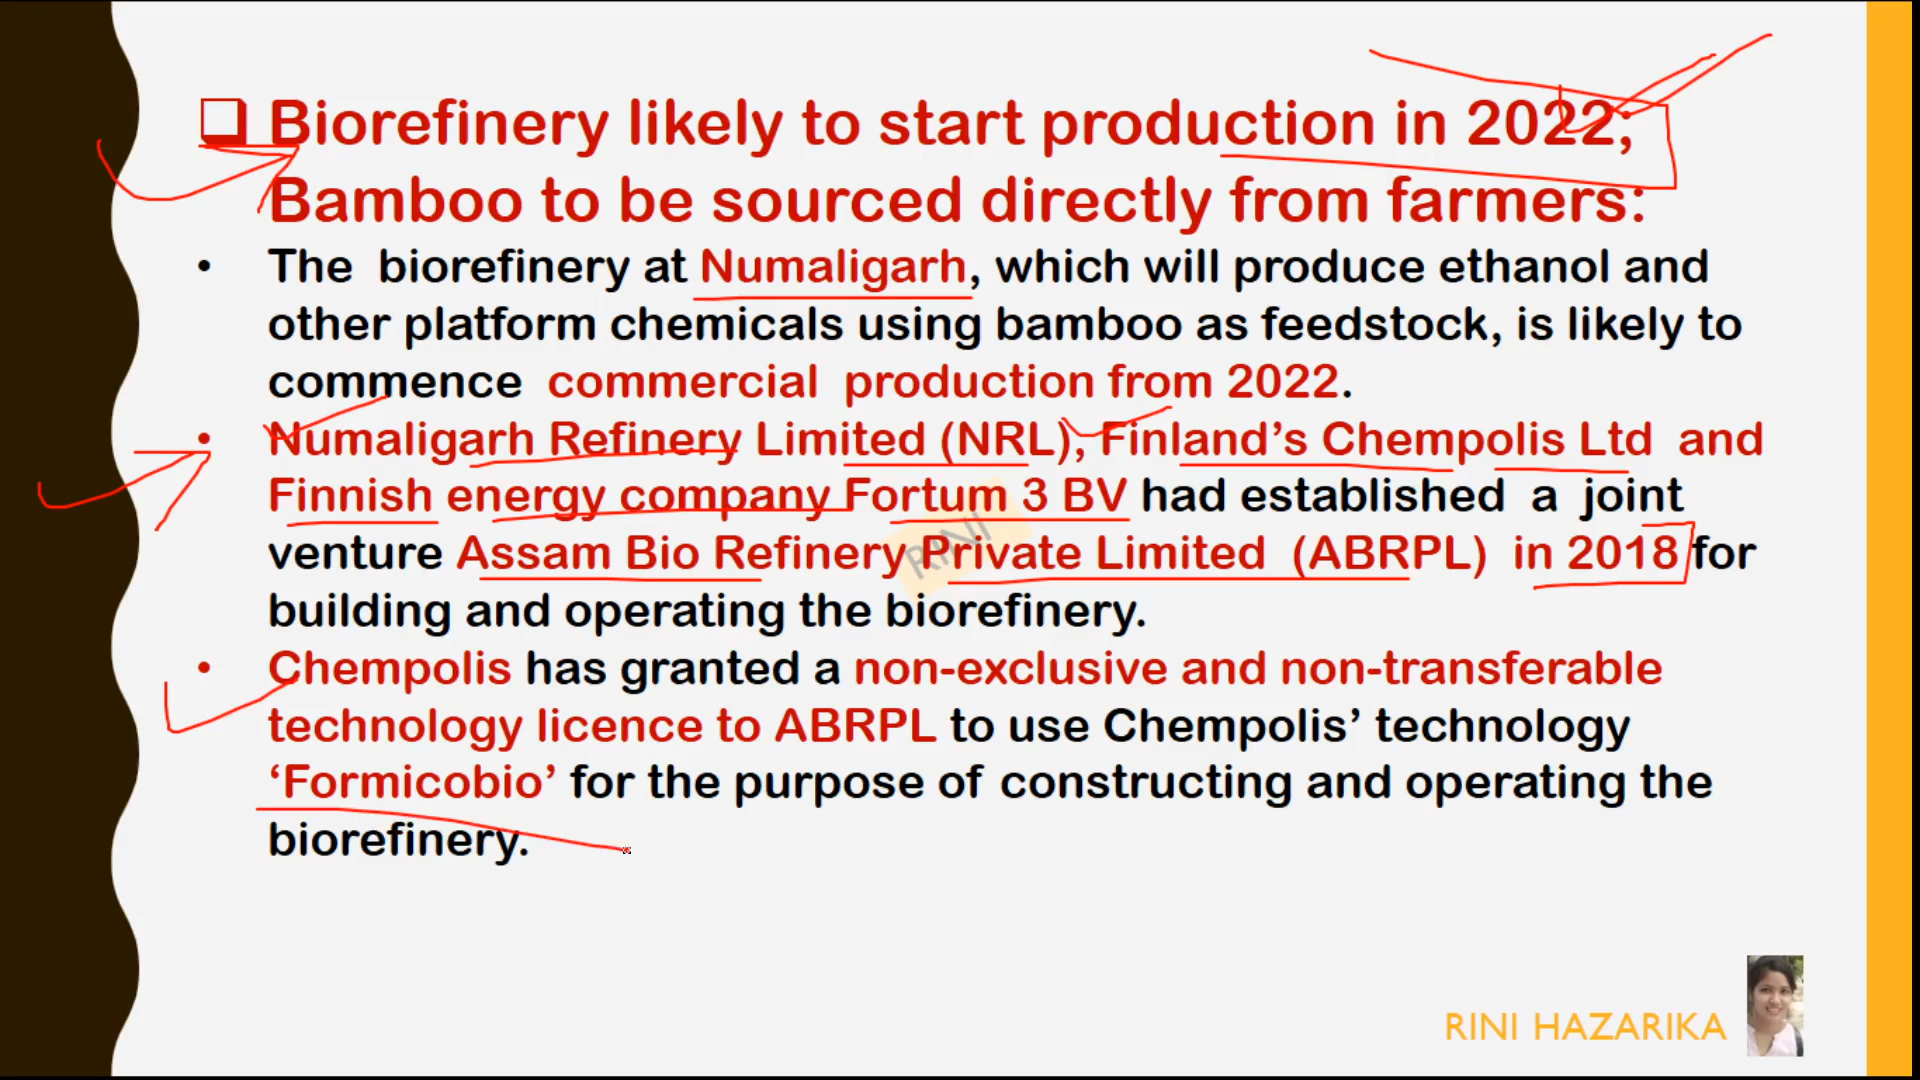 Biorefinery likely to start production in 2022;
Bamboo to be sourced directly from farmers:
• The biorefinery at Numaligarh, which will produce ethanol and
other platform chemicals using bamboo as feedstock, is likely to
commence commercial production from 2022.
• Numaligarh Refinery Limited (NRL), Finland’s Chempolis Ltd and
Finnish energy company Fortum 3 BV had established a joint
venture Assam Bio Refinery Private Limited (ABRPL) in 2018 for
building and operating the biorefinery.
• Chempolis has granted a non-exclusive and non-transferable
technology licence to ABRPL to use Chempolis’ technology
‘Formicobio’ for the purpose of constructing and operating the
biorefinery.
RINI
RINI HAZARIKA